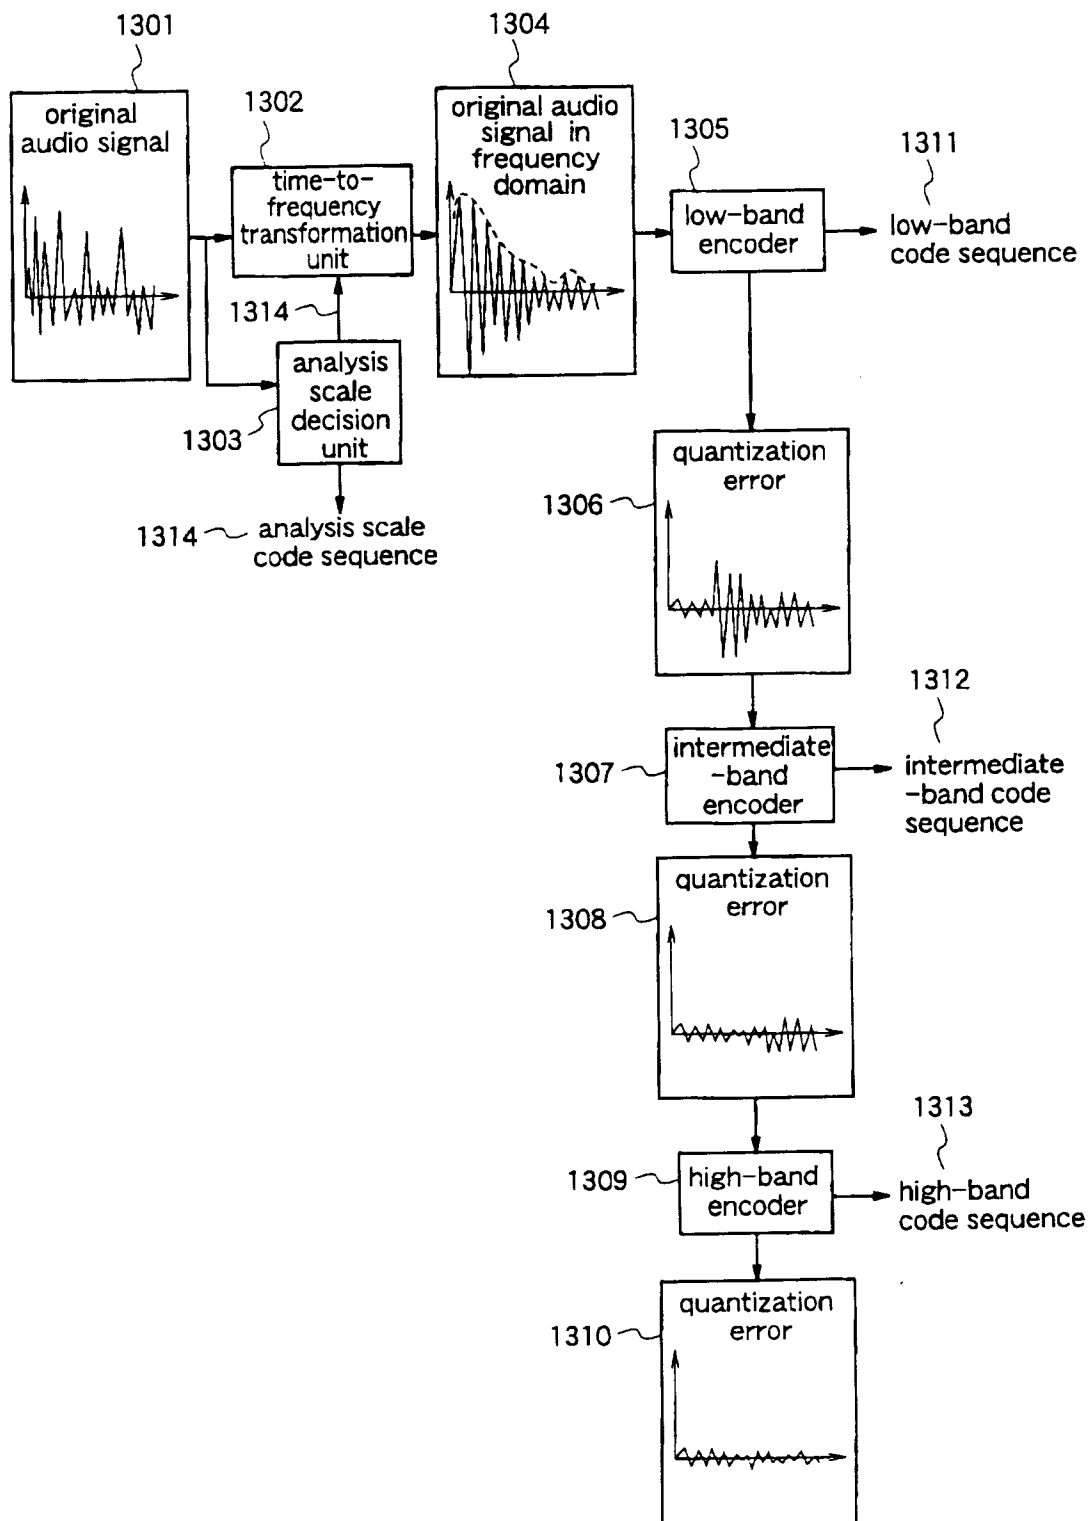 1301
original
audio signal
1302
time-to-
frequency
transformation
unit
1304
original audio
signal in
frequency
domain
1305
low-band
encoder
1311
low-band
code sequence
1314
analysis
scale
decision
unit
1303
1314
analysis scale
code sequence
quantization
error
1306
1312
intermediate
-band
encoder
1307
intermediate
-band code
sequence
quantization
error
1308
1313
high-band
encoder
1309
high-band
code sequence
quantization
error
1310